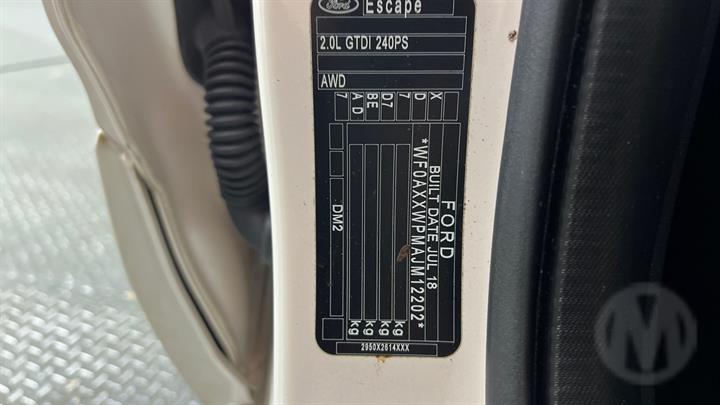 Ford
Escape
2.0L GTDI 240PS
AWD
7 A D BE D7 7 D X
FORD
BUILT DATE JUL 18
*WF0AXXWPMAJM12202*
kg
kg
kg
kg
DM2
2950X2614XXX
M